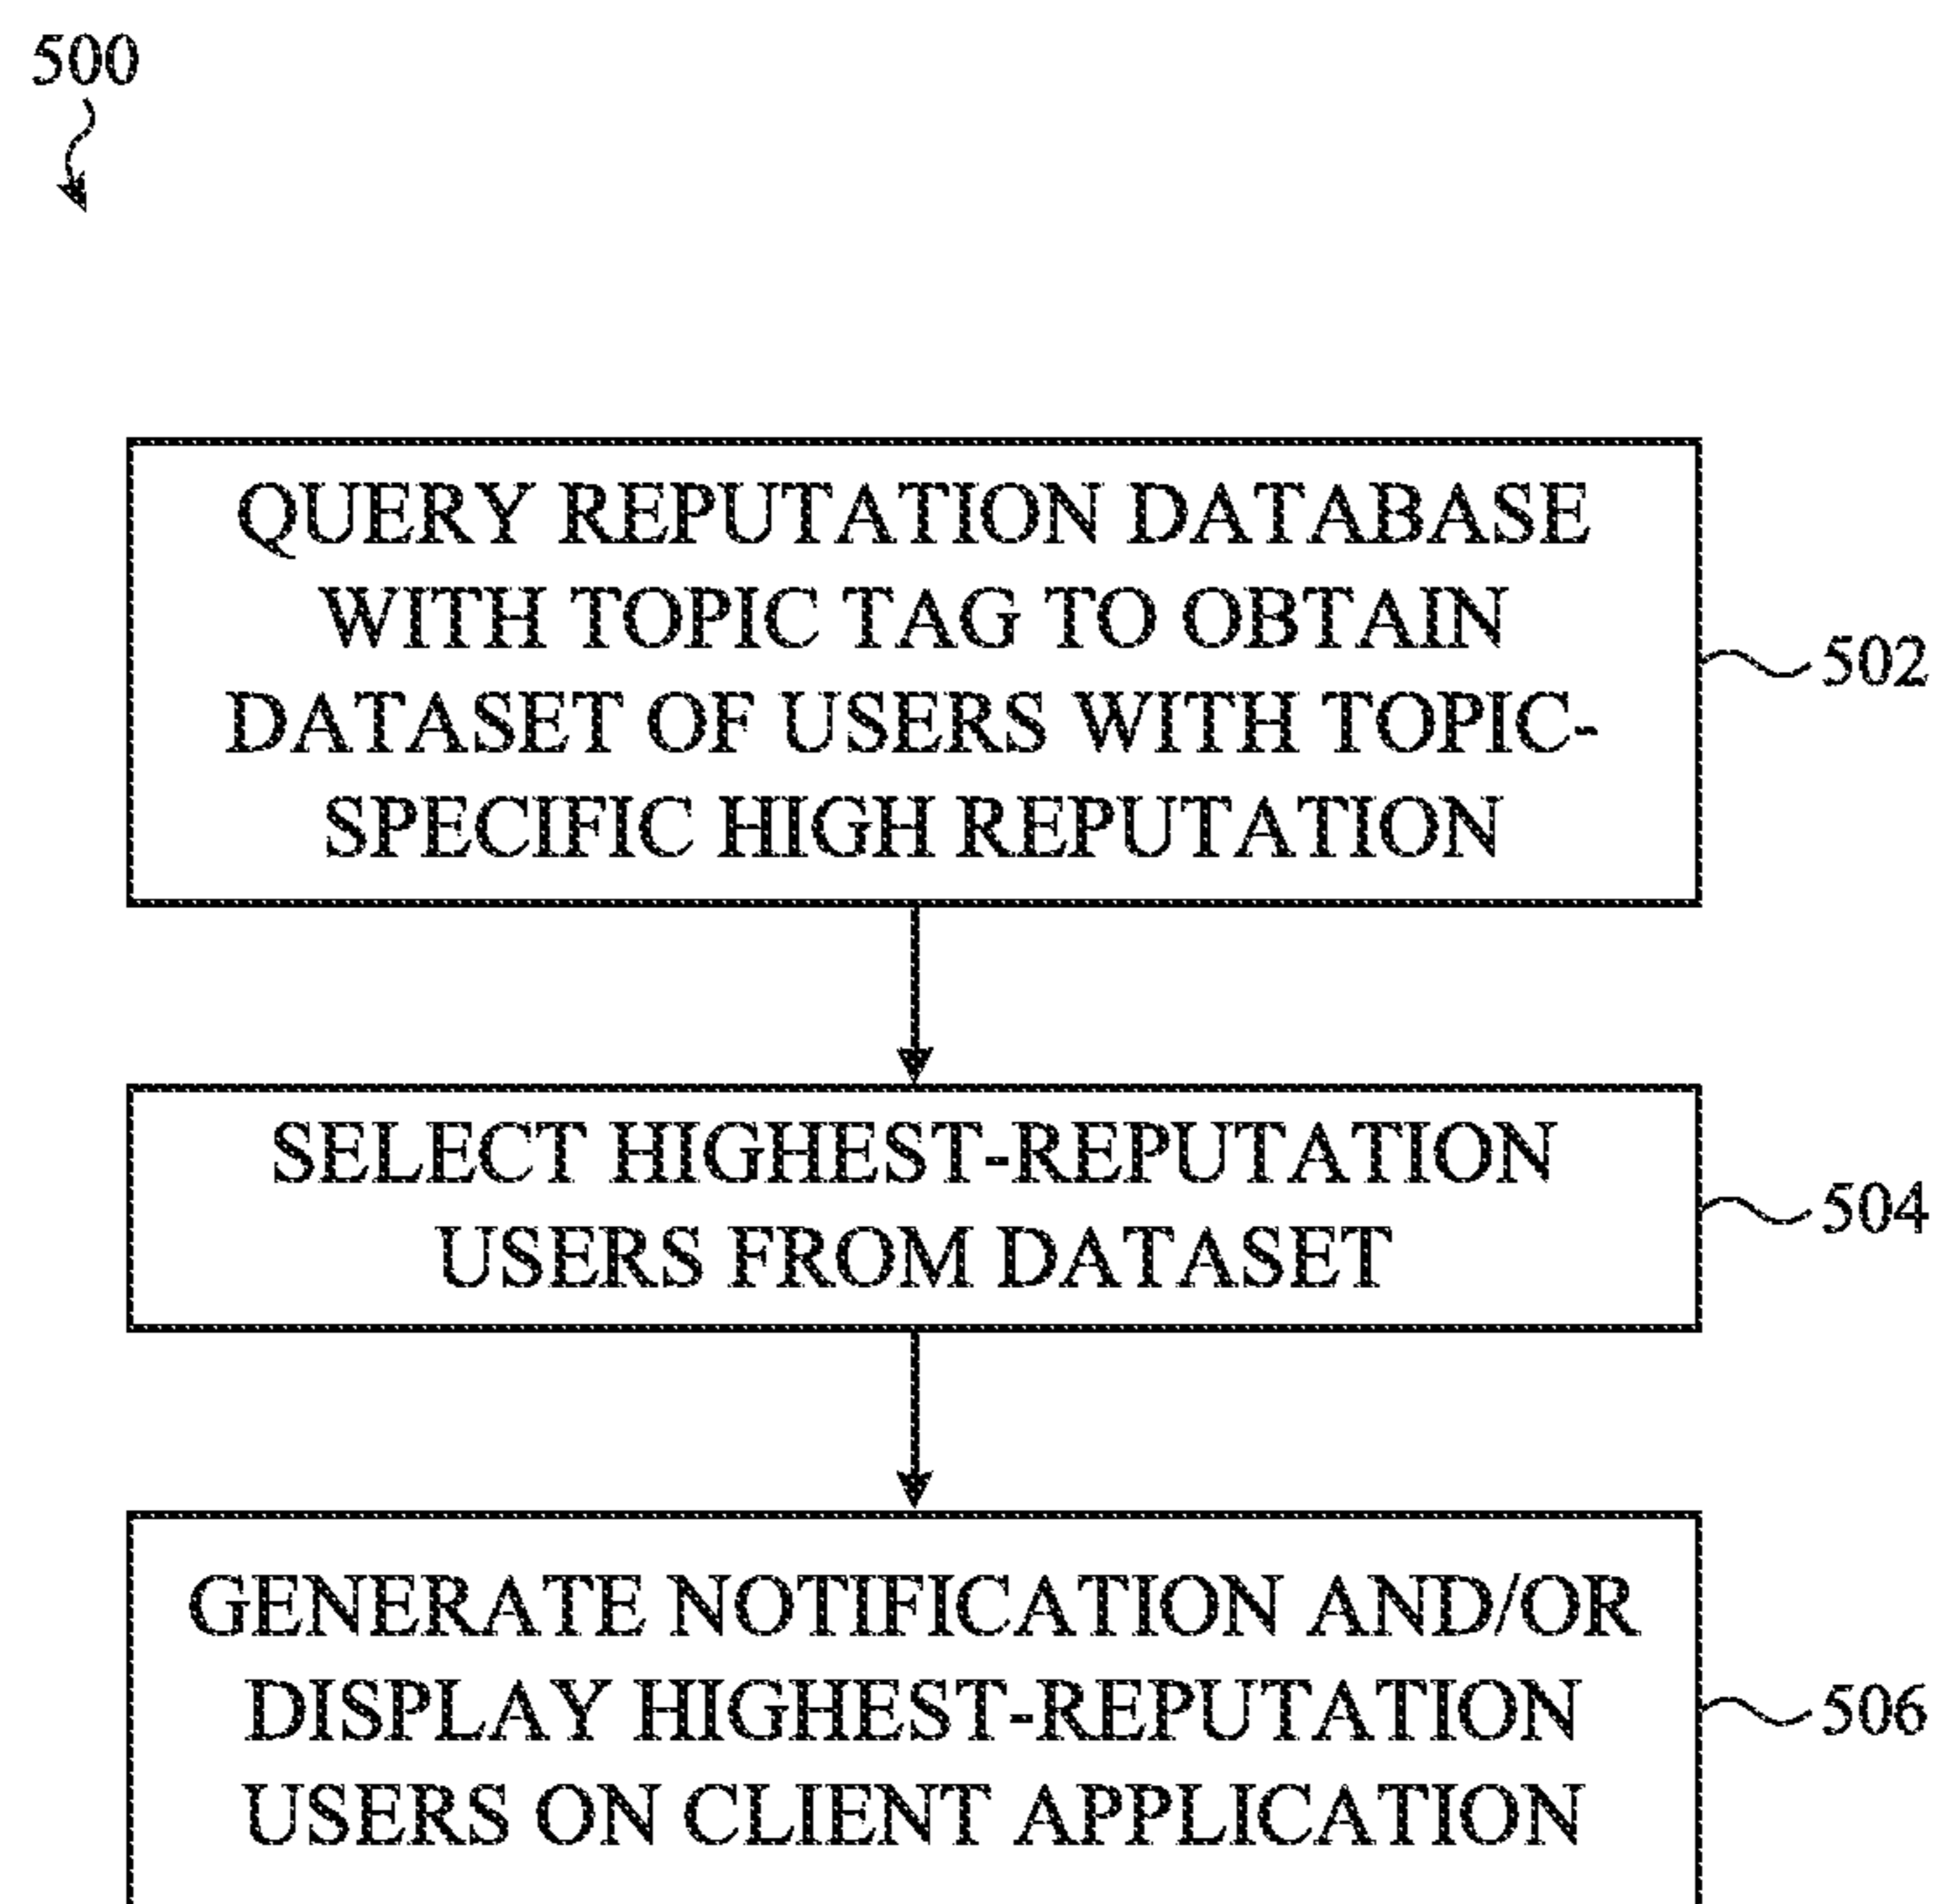 500
QUERY REPUTATION DATABASE
WITH TOPIC TAG TO OBTAIN
DATASET OF USERS WITH TOPIC-
SPECIFIC HIGH REPUTATION
502
SELECT HIGHEST-REPUTATION
USERS FROM DATASET
504
GENERATE NOTIFICATION AND/OR
DISPLAY HIGHEST-REPUTATION
USERS ON CLIENT APPLICATION
506